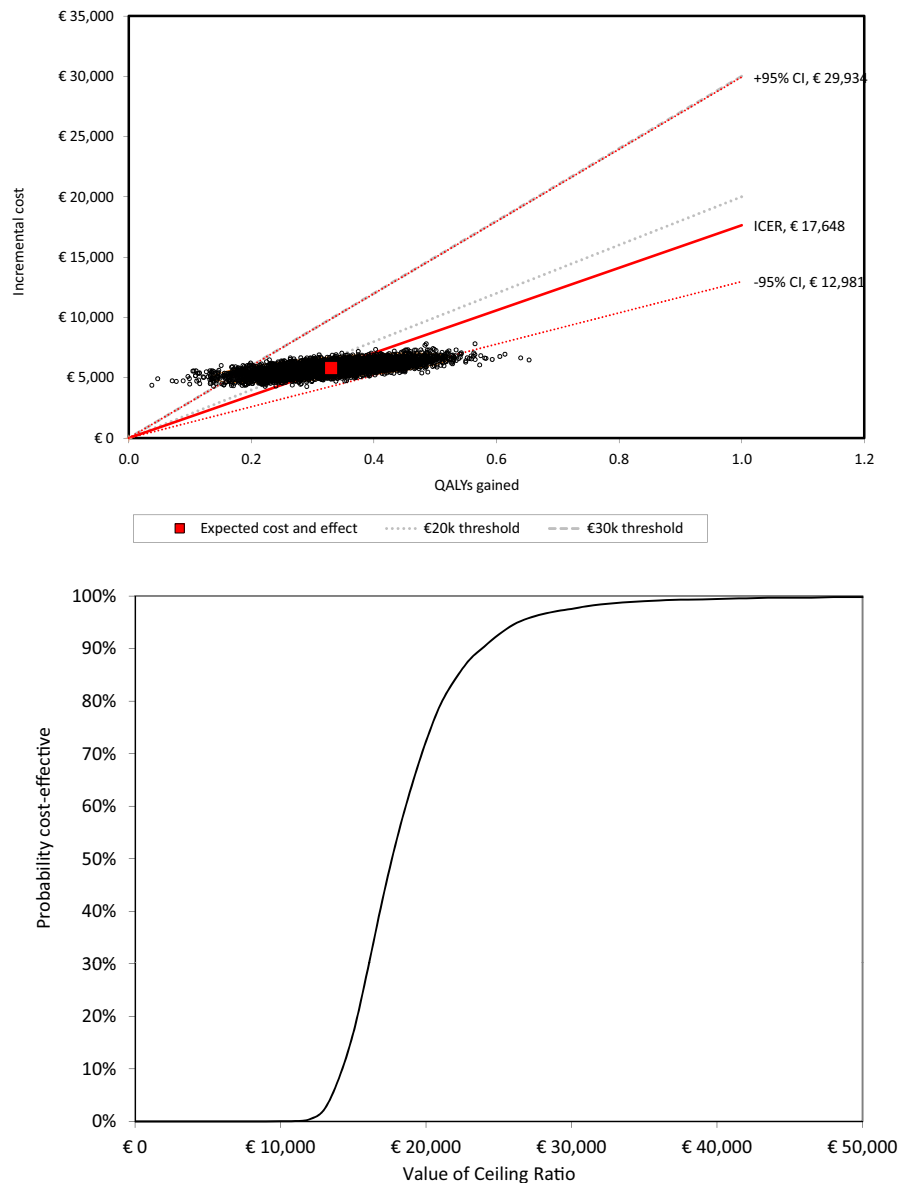 € 35,000
€ 30,000
+95% CI, € 29,934
€ 25,000
€ 20,000
ICER, € 17,648
€ 15,000
-95% CI, € 12,981
€ 10,000
€ 5,000
€ 0
Incremental cost
0.0 0.2 0.4 0.6 0.8 1.0 1.2
QALYs gained
Expected cost and effect €20k threshold €30k threshold
100%
90%
80%
70%
60%
50%
40%
30%
20%
10%
0%
Probability cost-effective
€ 0 € 10,000 € 20,000 € 30,000 € 40,000 € 50,000
Value of Ceiling Ratio